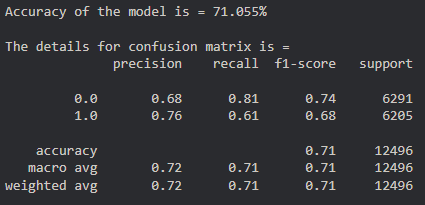 Accuracy of the model is = 71.055%
The details for confusion matrix is =
precision recall f1-score support
0.0 0.68 0.81 0.74 6291
1.0 0.76 0.61 0.68 6205
accuracy 0.71 12496
macro avg 0.72 0.71 0.71 12496
weighted avg 0.72 0.71 0.71 12496